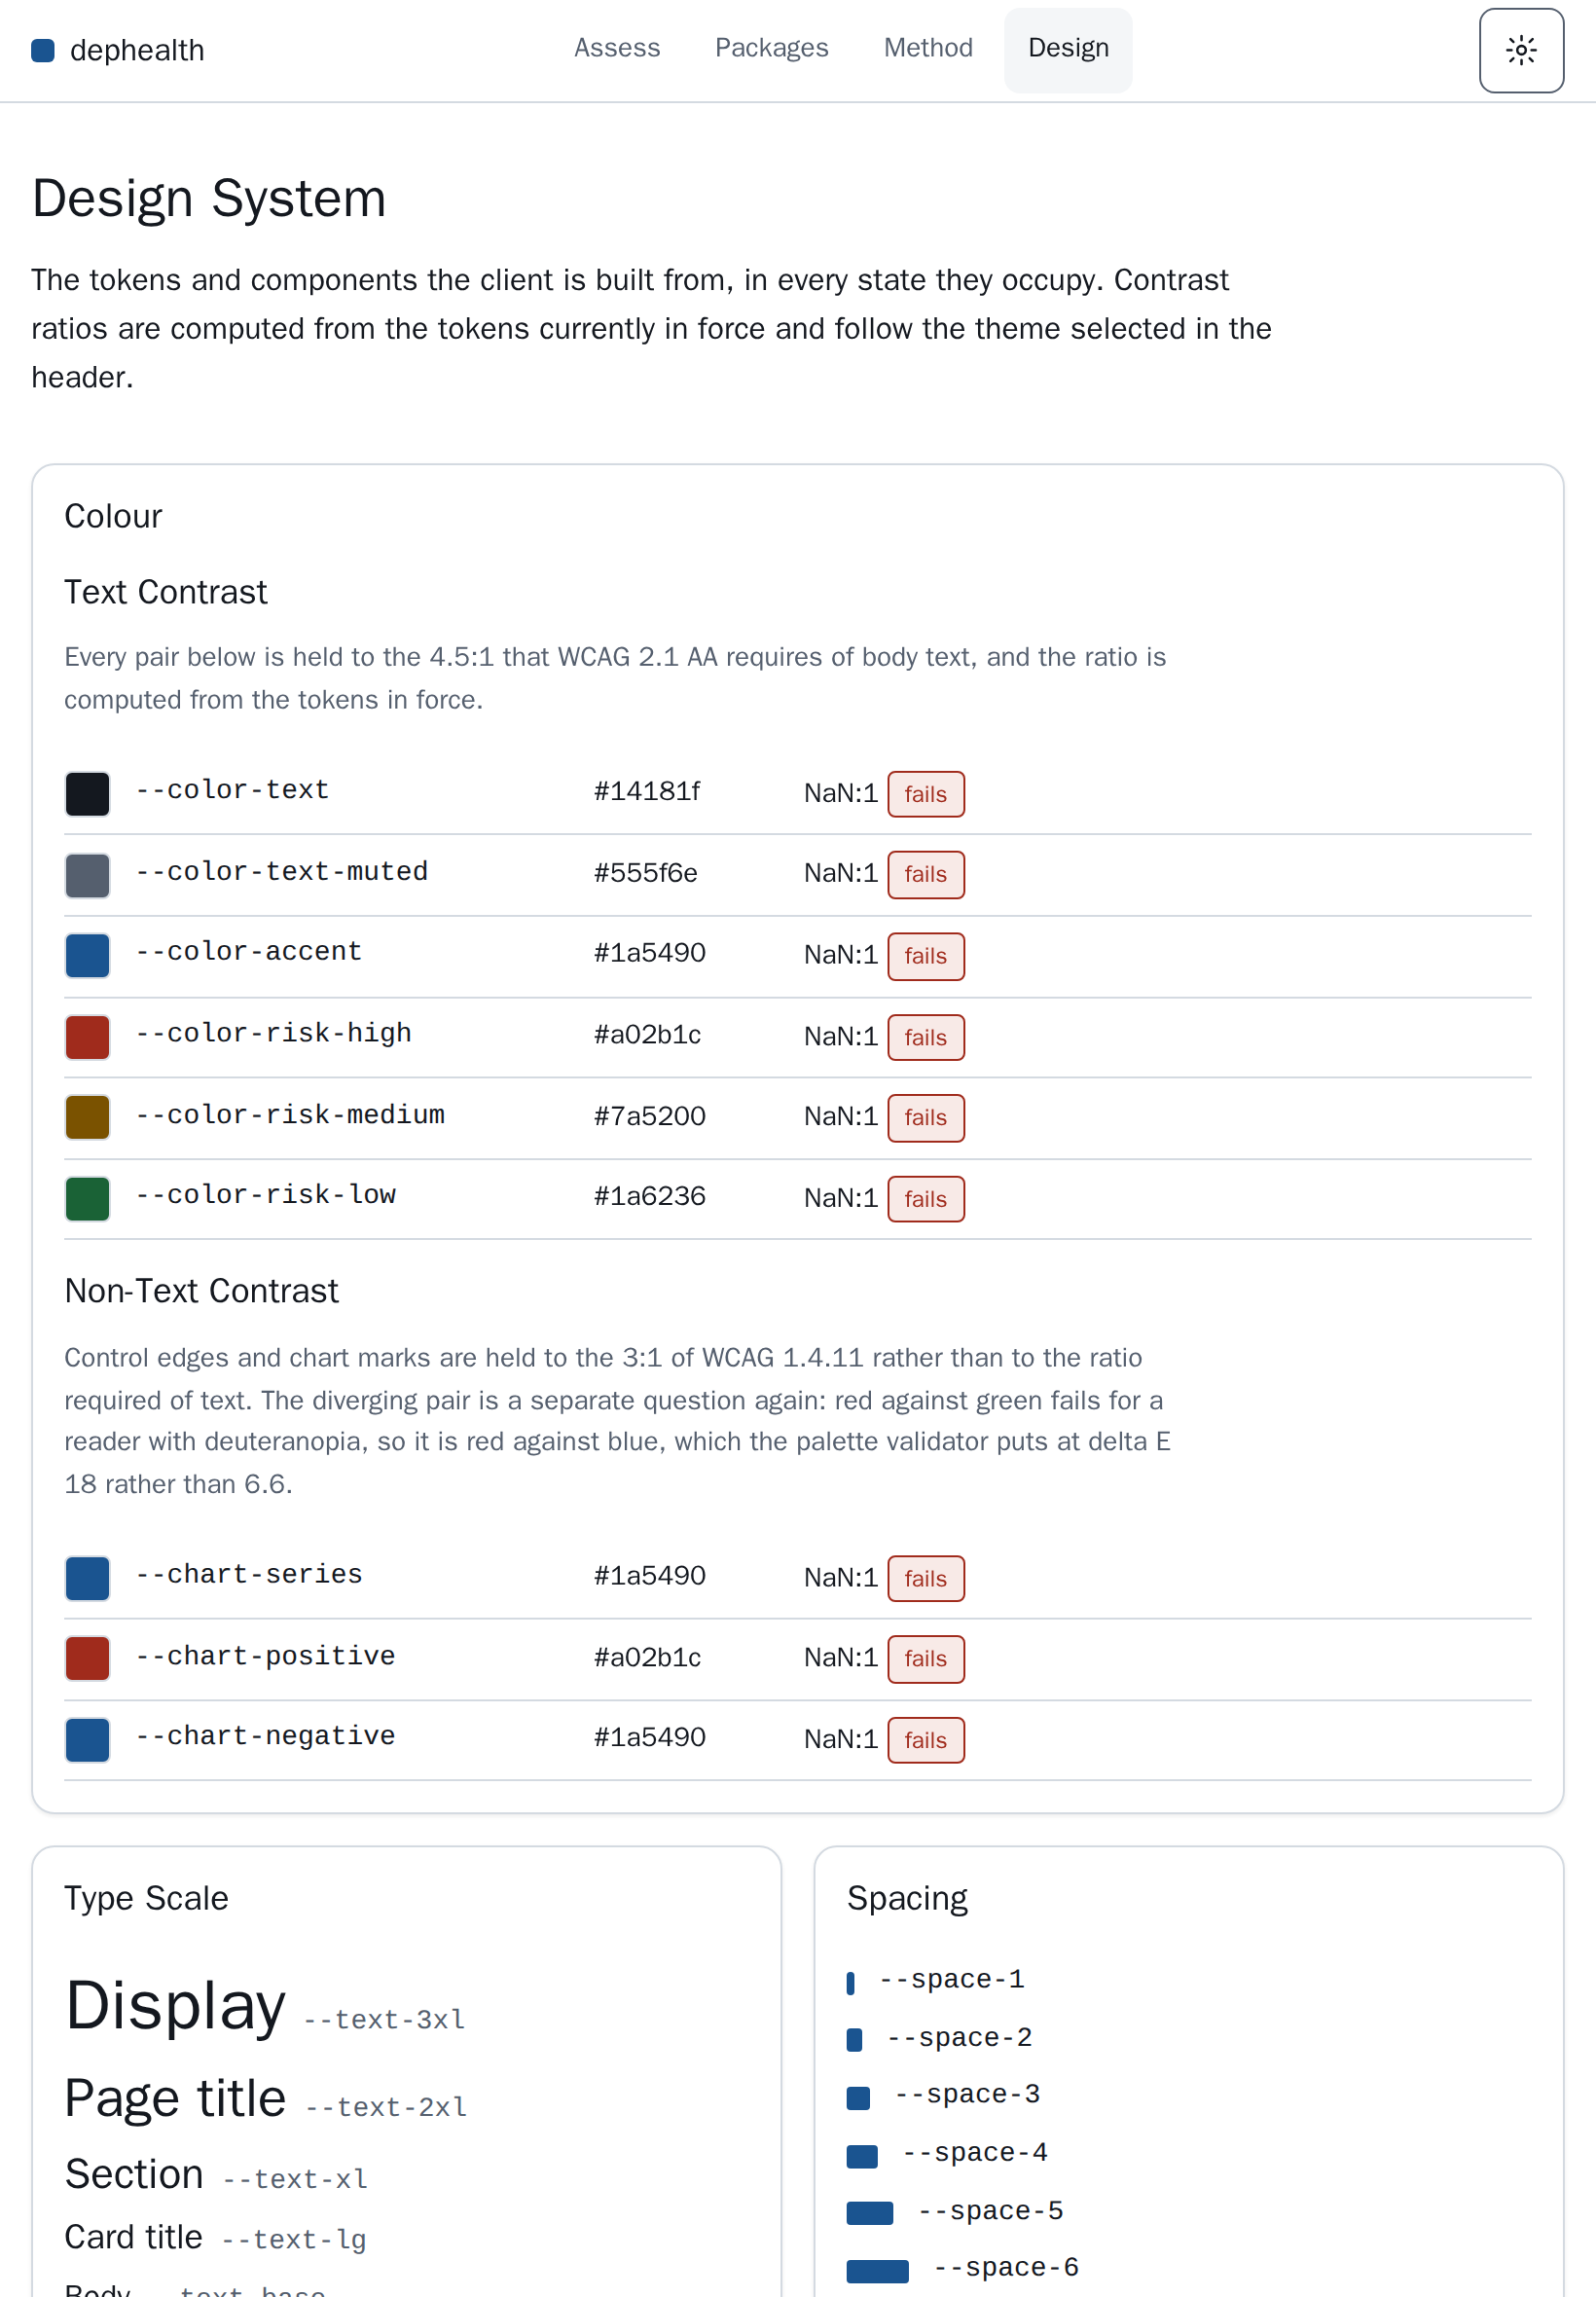 dephealth
Assess
Packages
Method
Design
Design System
The tokens and components the client is built from, in every state they occupy. Contrast
ratios are computed from the tokens currently in force and follow the theme selected in the
header.
Colour
Text Contrast
Every pair below is held to the 4.5:1 that WCAG 2.1 AA requires of body text, and the ratio is
computed from the tokens in force.
--color-text #14181f NaN:1 fails
--color-text-muted #555f6e NaN:1 fails
--color-accent #1a5490 NaN:1 fails
--color-risk-high #a02b1c NaN:1 fails
--color-risk-medium #7a5200 NaN:1 fails
--color-risk-low #1a6236 NaN:1 fails
Non-Text Contrast
Control edges and chart marks are held to the 3:1 of WCAG 1.4.11 rather than to the ratio
required of text. The diverging pair is a separate question again: red against green fails for a
reader with deuteranopia, so it is red against blue, which the palette validator puts at delta E
18 rather than 6.6.
--chart-series #1a5490 NaN:1 fails
--chart-positive #a02b1c NaN:1 fails
--chart-negative #1a5490 NaN:1 fails
Type Scale
Display --text-3xl
Page title --text-2xl
Section --text-xl
Card title --text-lg
Body --text-base
Spacing
--space-1
--space-2
--space-3
--space-4
--space-5
--space-6